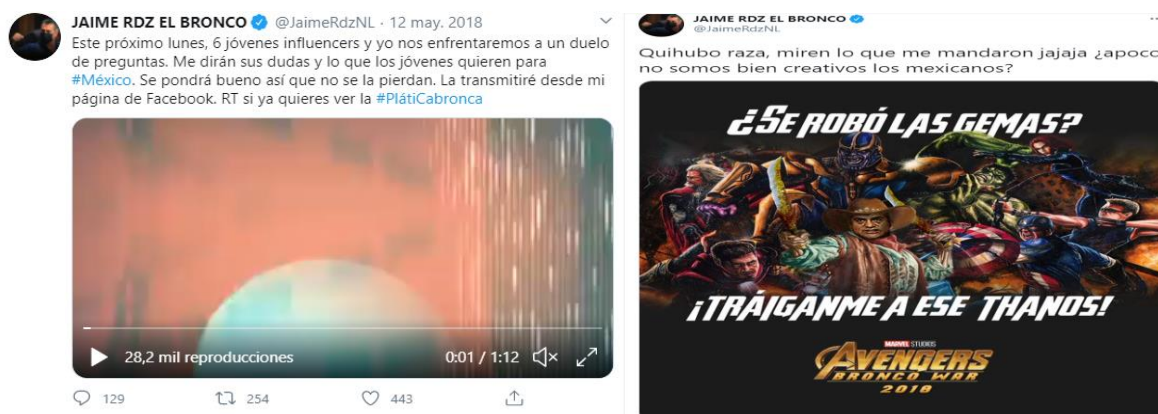 JAIME RDZ EL BRONCO @JaimeRdzNL · 12 may. 2018
Este próximo lunes, 6 jóvenes influencers y yo nos enfrentaremos a un duelo
de preguntas. Me dirán sus dudas y lo que los jóvenes quieren para
#México. Se pondrá bueno así que no se la pierdan. La transmitiré desde mi
página de Facebook. RT si ya quieres ver la #PlátiCabronca
28,2 mil reproducciones
0:01 / 1:12
129
254
443
JAIME RDZ EL BRONCO
@JaimeRdzNL
Quihubo raza, miren lo que me mandaron jajaja ¿apoco
no somos bien creativos los mexicanos?
¿SE ROBÓ LAS GEMAS?
¡TRÁIGANME A ESE THANOS!
MARVEL STUDIOS
AVENGERS
BRONCO WAR
2018